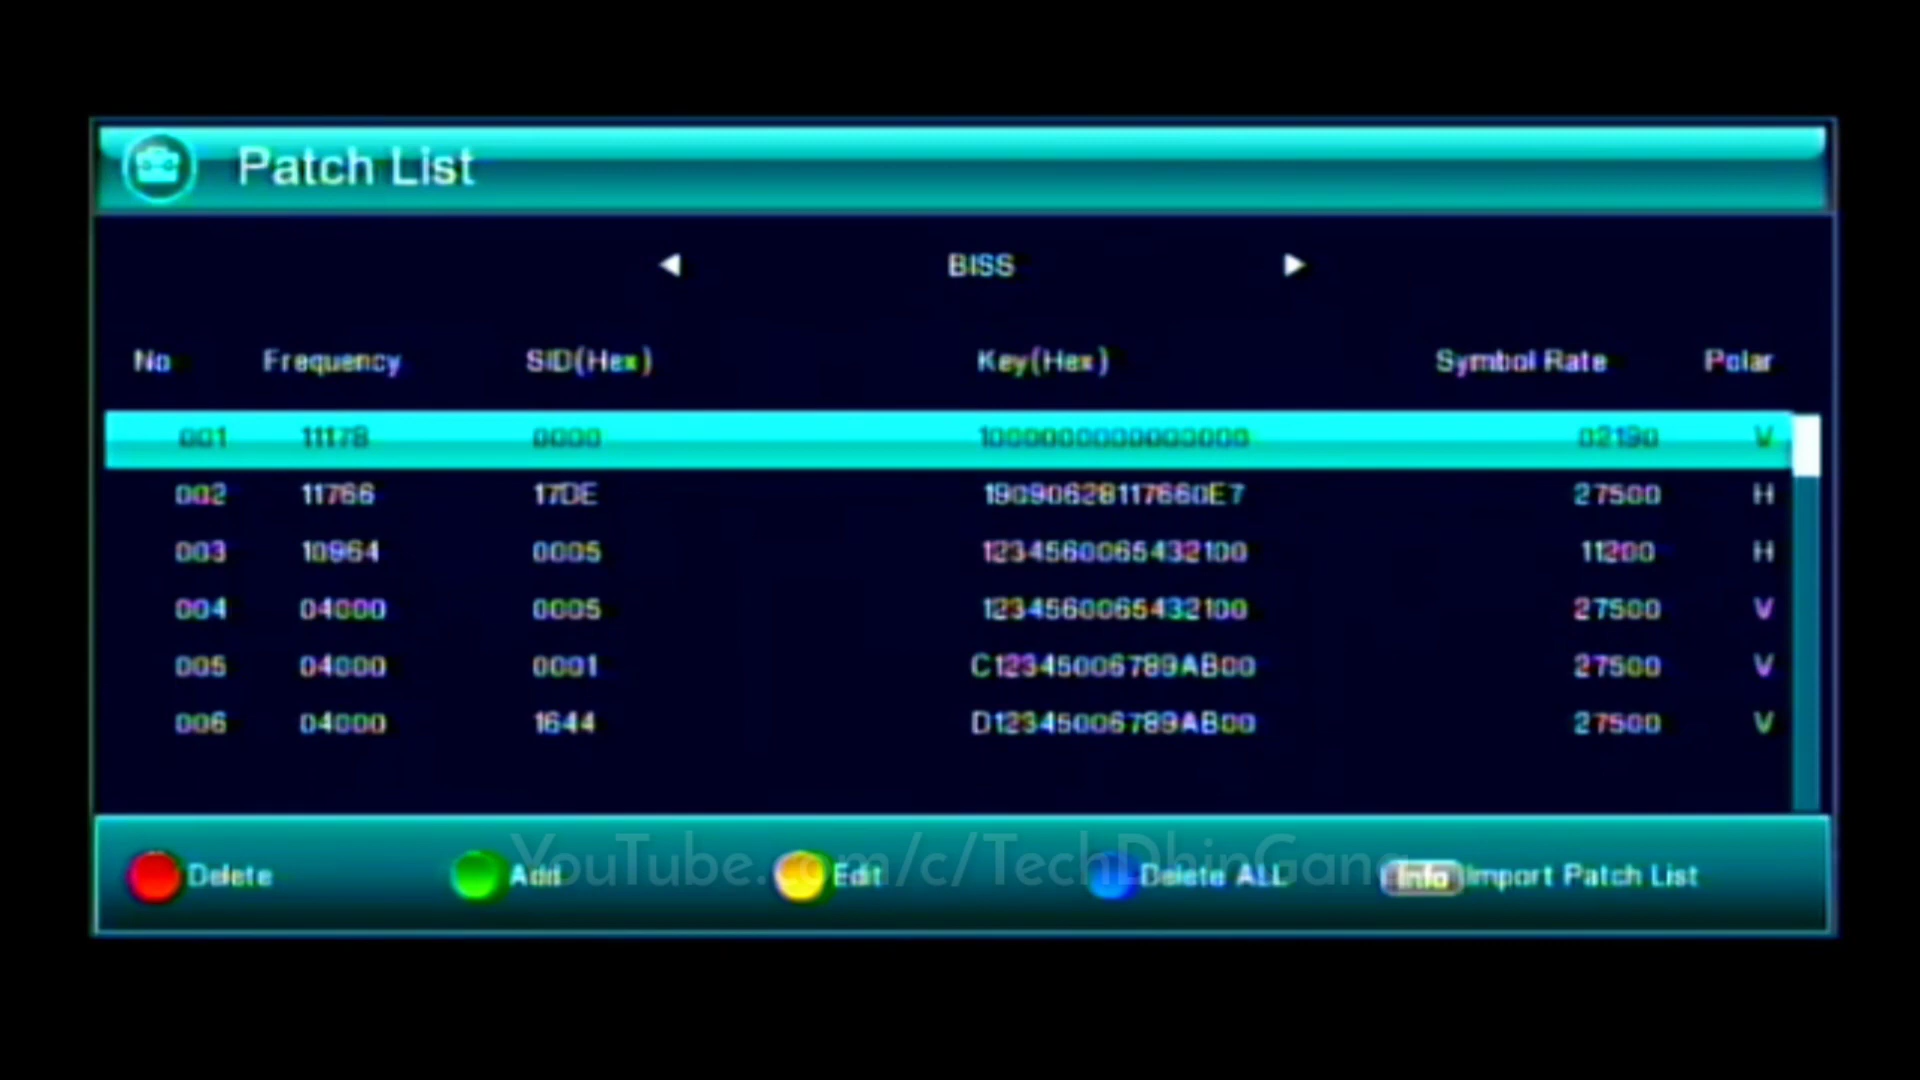 Patch List
BISS
No Frequency SID(Hex) Key(Hex) Symbol Rate Polar
001 11178 0000 1000000000000000 02190 V
002 11766 17DE 19090628117660E7 27500 H
003 10964 0005 1234560065432100 11200 H
004 04000 0005 1234560065432100 27500 V
005 04000 0001 C12345006789AB00 27500 V
006 04000 1644 D12345006789AB00 27500 V
Delete Add Edit Delete ALL Info Import Patch List
YouTube.com/c/TechDhinGana